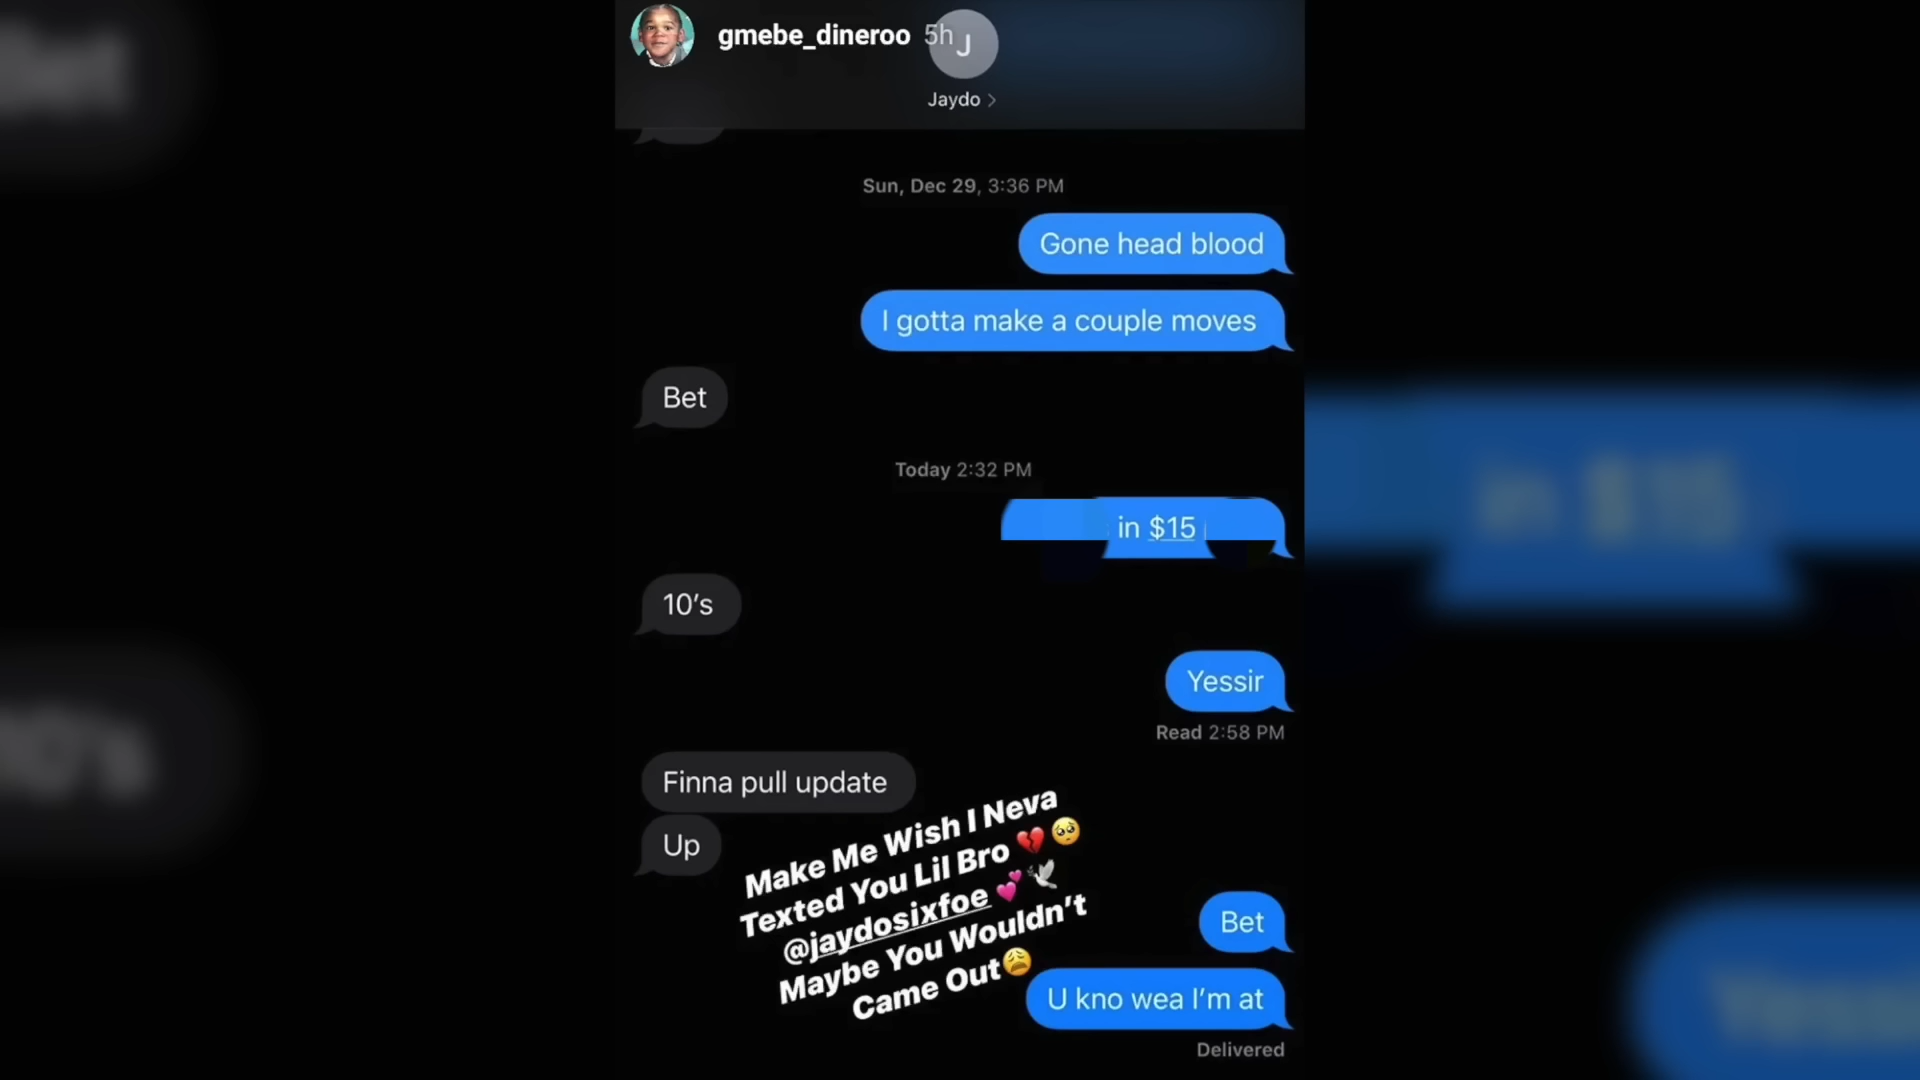 gmebe_dineroo 5h
J
Jaydo >
Sun, Dec 29, 3:36 PM
Gone head blood
I gotta make a couple moves
Bet
Today 2:32 PM
in $15
10's
Yessir
Read 2:58 PM
Finna pull update
Up
Make Me Wish I Neva
Texted You Lil Bro 💔🥺
@jaydosixfoe 💕🕊️
Maybe You Wouldn't
Came Out😩
Bet
U kno wea I'm at
Delivered